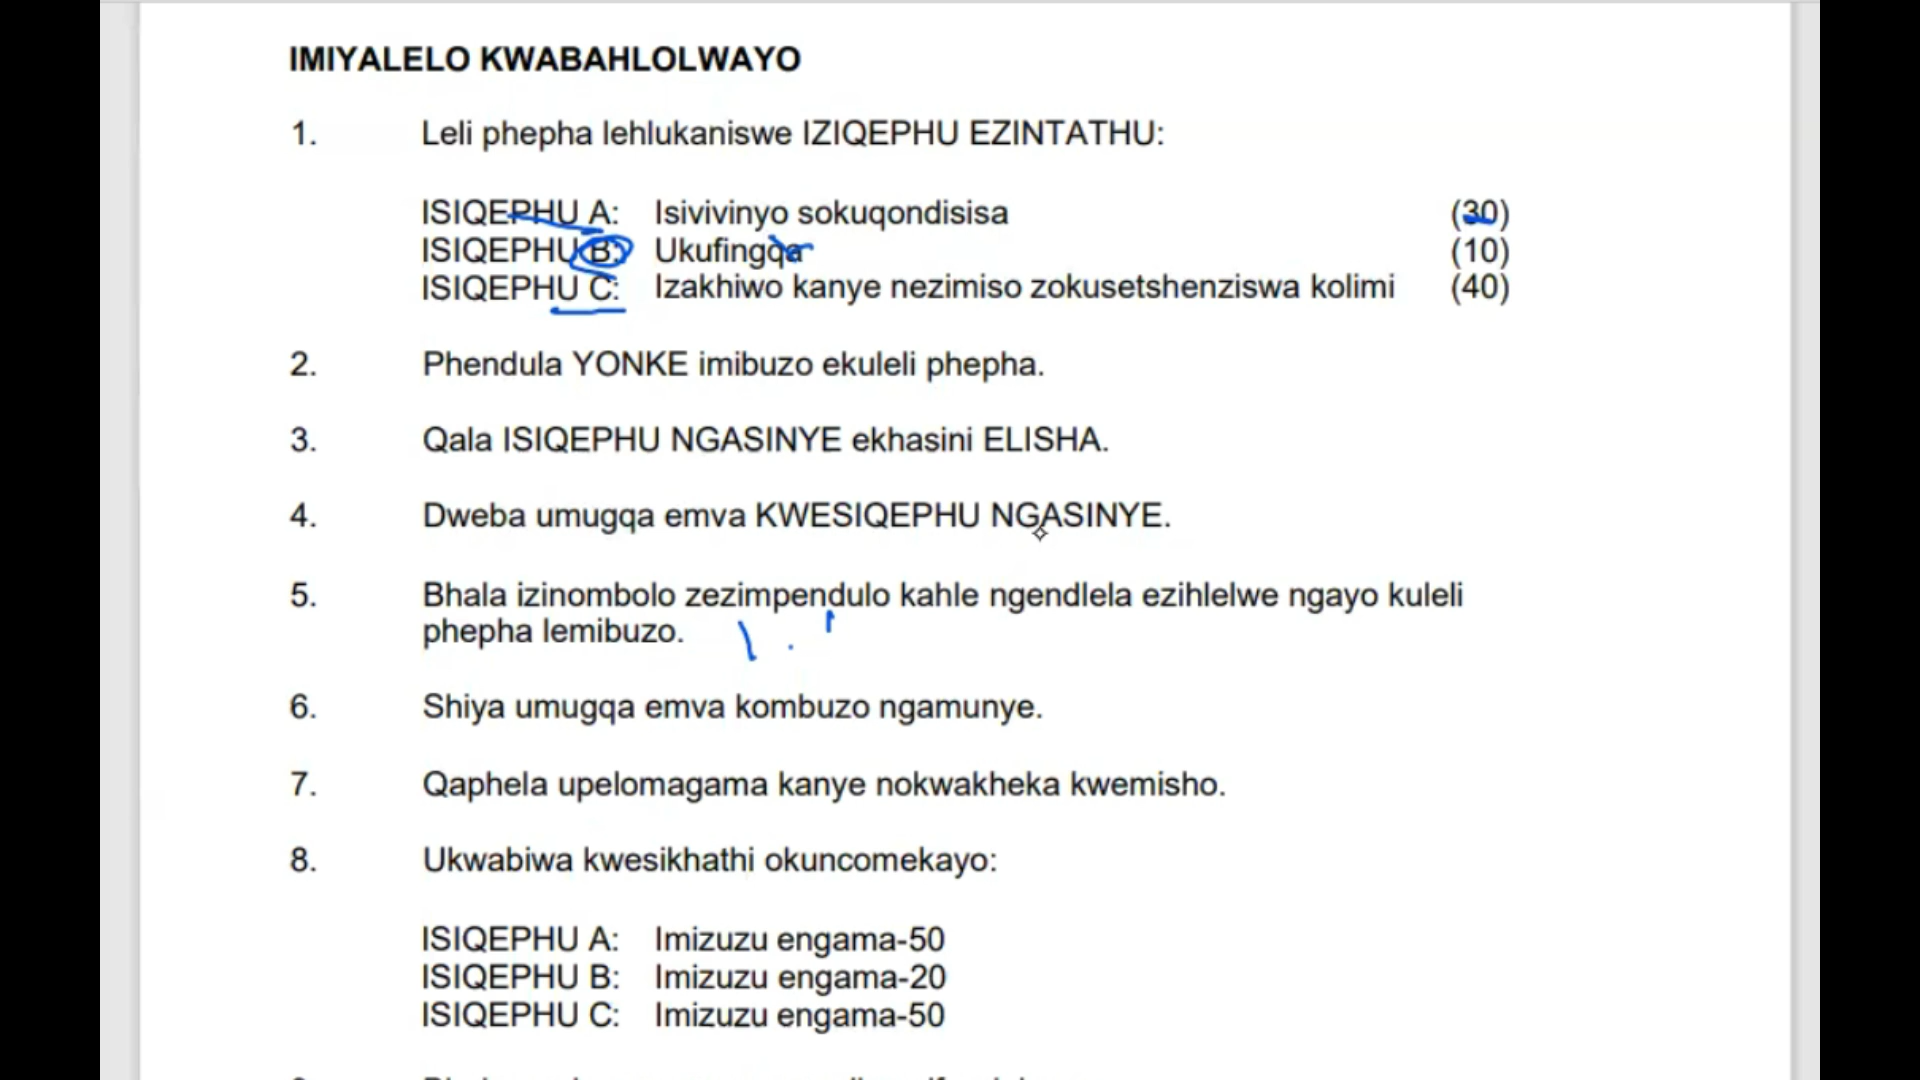 IMIYALELO KWABAHLOLWAYO
1. Leli phepha lehlukaniswe IZIQEPHU EZINTATHU:
ISIQEPHU A: Isivivinyo sokuqondisisa (30)
ISIQEPHU B: Ukufingqa (10)
ISIQEPHU C: Izakhiwo kanye nezimiso zokusetshenziswa kolimi (40)
2. Phendula YONKE imibuzo ekuleli phepha.
3. Qala ISIQEPHU NGASINYE ekhasini ELISHA.
4. Dweba umugqa emva KWESIQEPHU NGASINYE.
5. Bhala izinombolo zezimpendulo kahle ngendlela ezihlelwe ngayo kuleli
phepha lemibuzo.
6. Shiya umugqa emva kombuzo ngamunye.
7. Qaphela upelomagama kanye nokwakheka kwemisho.
8. Ukwabiwa kwesikhathi okuncomekayo:
ISIQEPHU A: Imizuzu engama-50
ISIQEPHU B: Imizuzu engama-20
ISIQEPHU C: Imizuzu engama-50